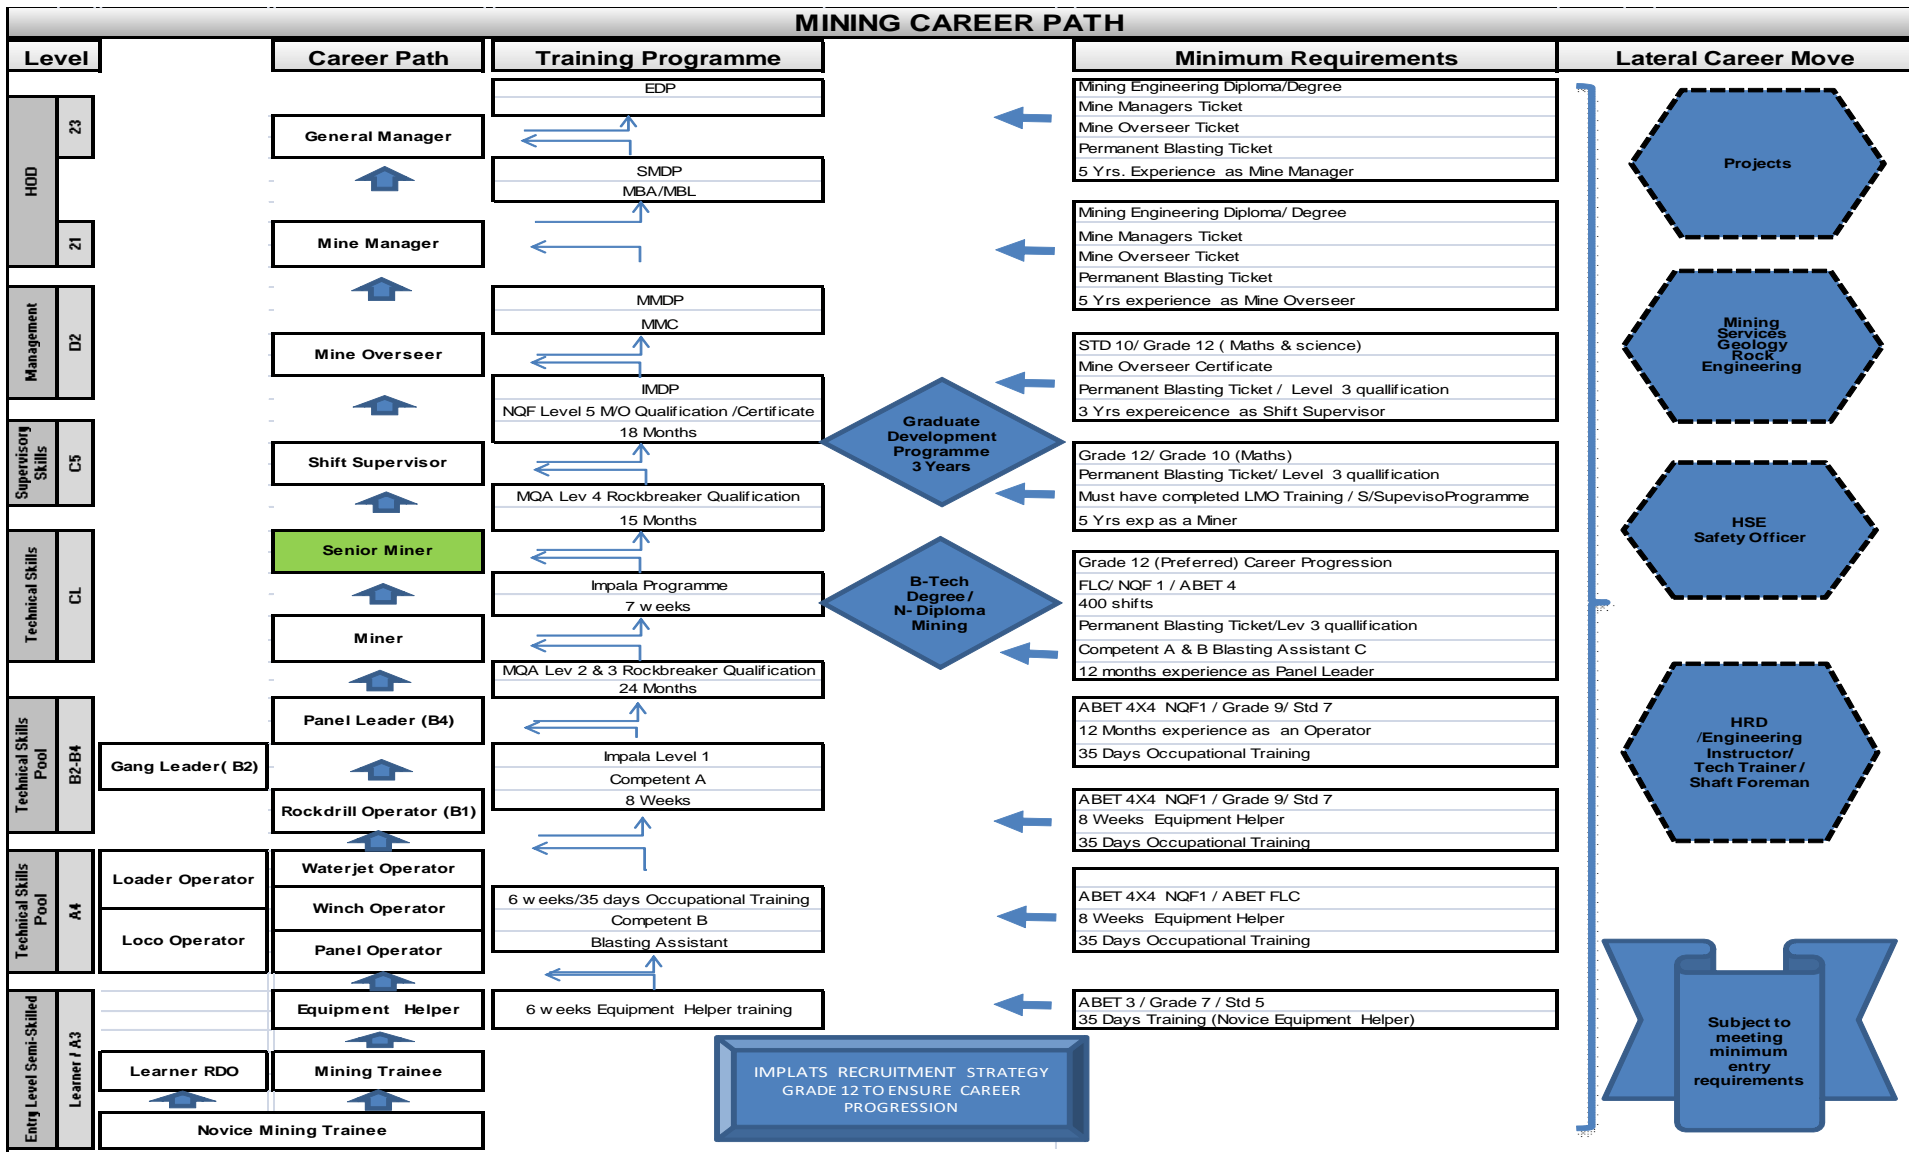 MINING CAREER PATH
Level
Career Path
Training Programme
Minimum Requirements
Lateral Career Move
HOD
23
21
Management
D2
Supervisory
Skills
C5
Technical Skills
CL
Technical Skills
Pool
B2-B4
Technical Skills
Pool
A4
Entry Level Semi-Skilled
Learner / A3
General Manager
Mine Manager
Mine Overseer
Shift Supervisor
Senior Miner
Miner
Panel Leader (B4)
Gang Leader( B2)
Rockdrill Operator (B1)
Loader Operator
Loco Operator
Waterjet Operator
Winch Operator
Panel Operator
Equipment Helper
Learner RDO
Mining Trainee
Novice Mining Trainee
EDP
SMDP
MBA/MBL
MMDP
MMC
IMDP
NQF Level 5 M/O Qualification /Certificate
18 Months
MQA Lev 4 Rockbreaker Qualification
15 Months
Impala Programme
7 weeks
MQA Lev 2 & 3 Rockbreaker Qualification
24 Months
Impala Level 1
Competent A
8 Weeks
6 weeks/35 days Occupational Training
Competent B
Blasting Assistant
6 weeks Equipment Helper training
Graduate
Development
Programme
3 Years
B-Tech
Degree /
N- Diploma
Mining
IMPLATS RECRUITMENT STRATEGY
GRADE 12 TO ENSURE CAREER
PROGRESSION
Mining Engineering Diploma/Degree
Mine Managers Ticket
Mine Overseer Ticket
Permanent Blasting Ticket
5 Yrs. Experience as Mine Manager
Mining Engineering Diploma/ Degree
Mine Managers Ticket
Mine Overseer Ticket
Permanent Blasting Ticket
5 Yrs experience as Mine Overseer
STD 10/ Grade 12 ( Maths & science)
Mine Overseer Certificate
Permanent Blasting Ticket / Level 3 quallification
3 Yrs expereicence as Shift Supervisor
Grade 12/ Grade 10 (Maths)
Permanent Blasting Ticket/ Level 3 quallification
Must have completed LMO Training / S/SupevisoProgramme
5 Yrs exp as a Miner
Grade 12 (Preferred) Career Progression
FLC/ NQF 1 / ABET 4
400 shifts
Permanent Blasting Ticket/Lev 3 quallification
Competent A & B Blasting Assistant C
12 months experience as Panel Leader
ABET 4X4 NQF1 / Grade 9/ Std 7
12 Months experience as an Operator
35 Days Occupational Training
ABET 4X4 NQF1 / Grade 9/ Std 7
8 Weeks Equipment Helper
35 Days Occupational Training
ABET 4X4 NQF1 / ABET FLC
8 Weeks Equipment Helper
35 Days Occupational Training
ABET 3 / Grade 7 / Std 5
35 Days Training (Novice Equipment Helper)
Projects
Mining
Services
Geology
Rock
Engineering
HSE
Safety Officer
HRD
/Engineering
Instructor/
Tech Trainer /
Shaft Foreman
Subject to
meeting
minimum
entry
requirements